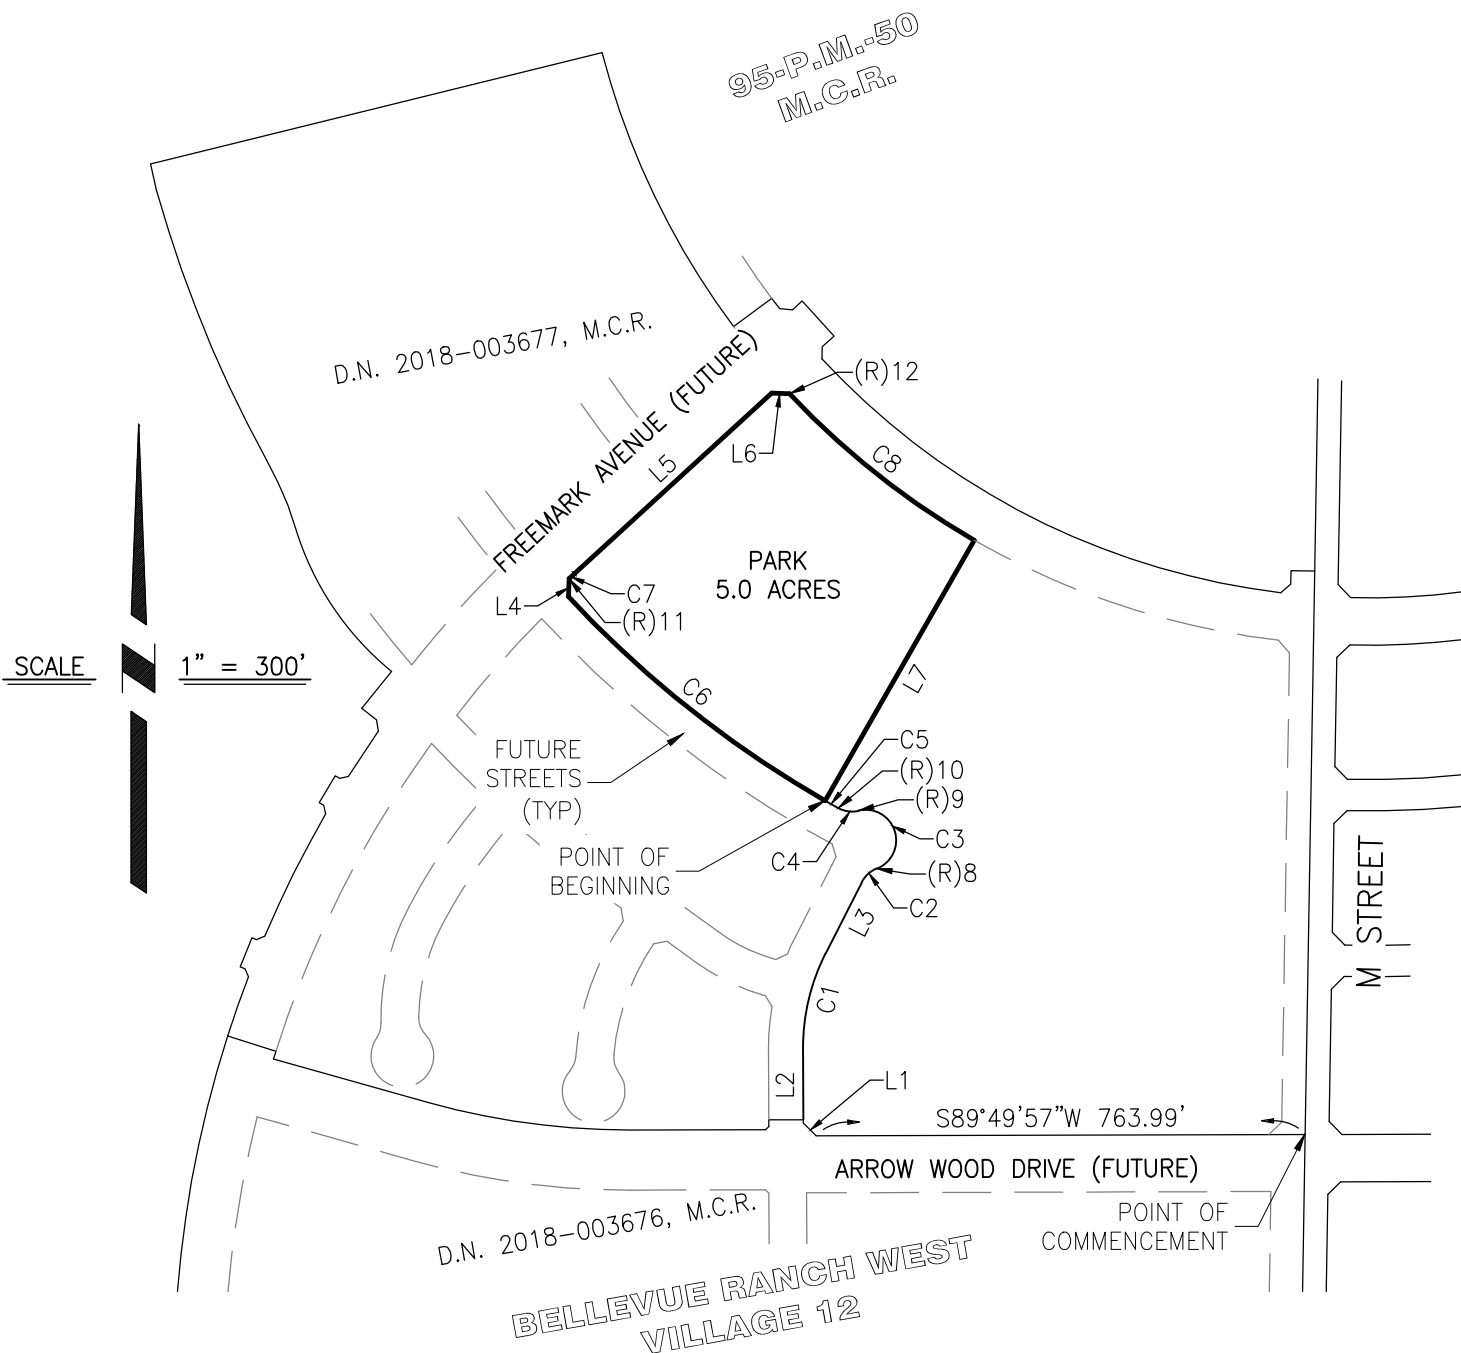 95-P.M.-50
M.C.R.
D.N. 2018-003677, M.C.R.
FREEMARK AVENUE (FUTURE)
(R)12
L6
L5
C8
PARK
5.0 ACRES
C7
L4
(R)11
SCALE
1" = 300'
C6
L7
FUTURE
STREETS
(TYP)
C5
(R)10
(R)9
C3
C4
POINT OF
BEGINNING
(R)8
C2
L3
C1
M STREET
L2
L1
S89°49'57"W 763.99'
ARROW WOOD DRIVE (FUTURE)
POINT OF
COMMENCEMENT
D.N. 2018-003676, M.C.R.
BELLEVUE RANCH WEST
VILLAGE 12